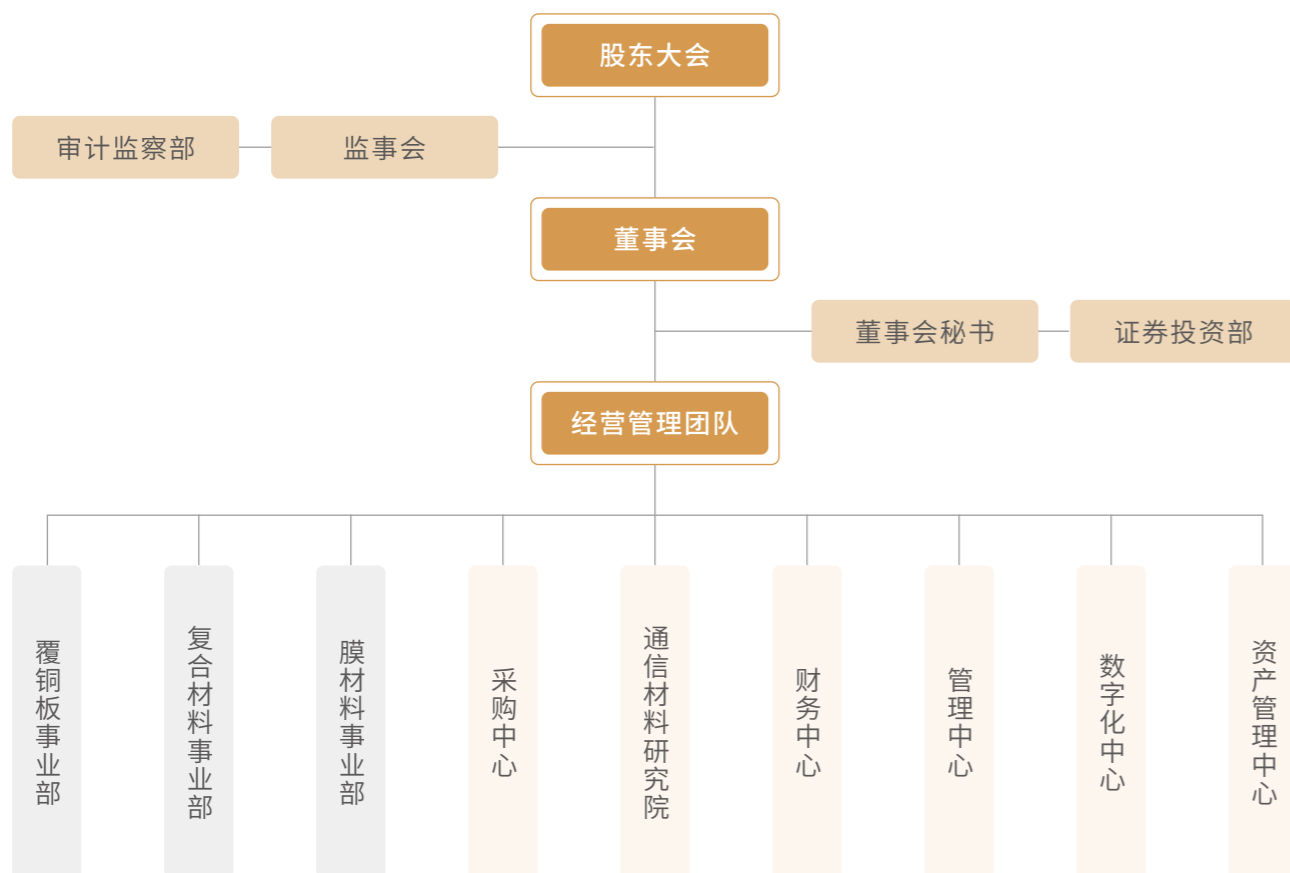 股东大会
审计监察部
监事会
董事会
董事会秘书
证券投资部
经营管理团队
覆铜板事业部
复合材料事业部
膜材料事业部
采购中心
通信材料研究院
财务中心
管理中心
数字化中心
资产管理中心